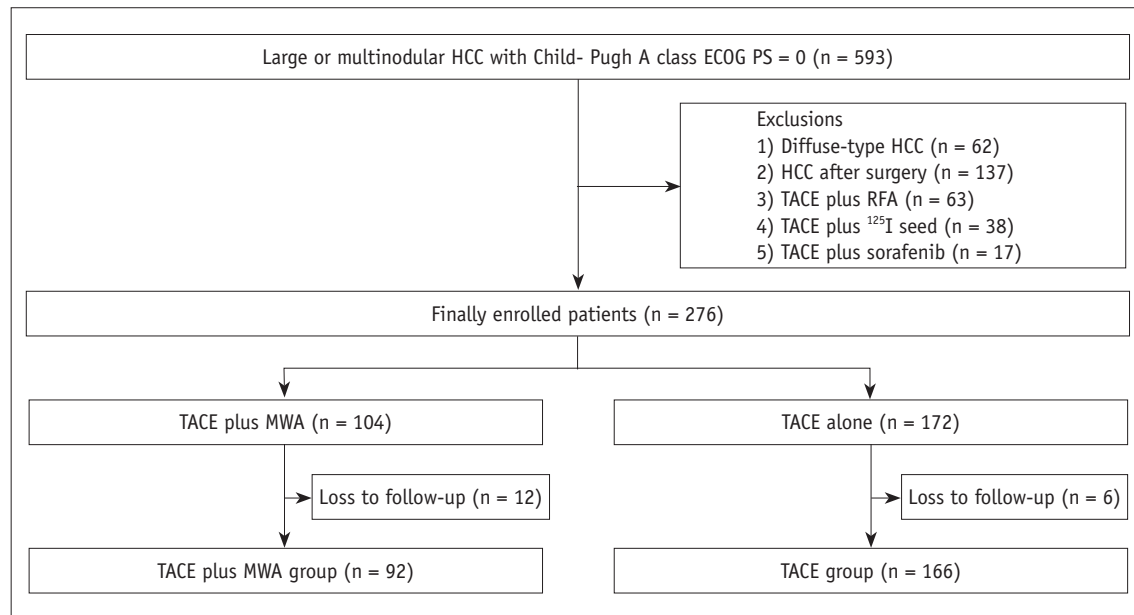 Large or multinodular HCC with Child- Pugh A class ECOG PS = 0 (n = 593)
Exclusions
1) Diffuse-type HCC (n = 62)
2) HCC after surgery (n = 137)
3) TACE plus RFA (n = 63)
4) TACE plus ¹²⁵I seed (n = 38)
5) TACE plus sorafenib (n = 17)
Finally enrolled patients (n = 276)
TACE plus MWA (n = 104)
TACE alone (n = 172)
Loss to follow-up (n = 12)
Loss to follow-up (n = 6)
TACE plus MWA group (n = 92)
TACE group (n = 166)